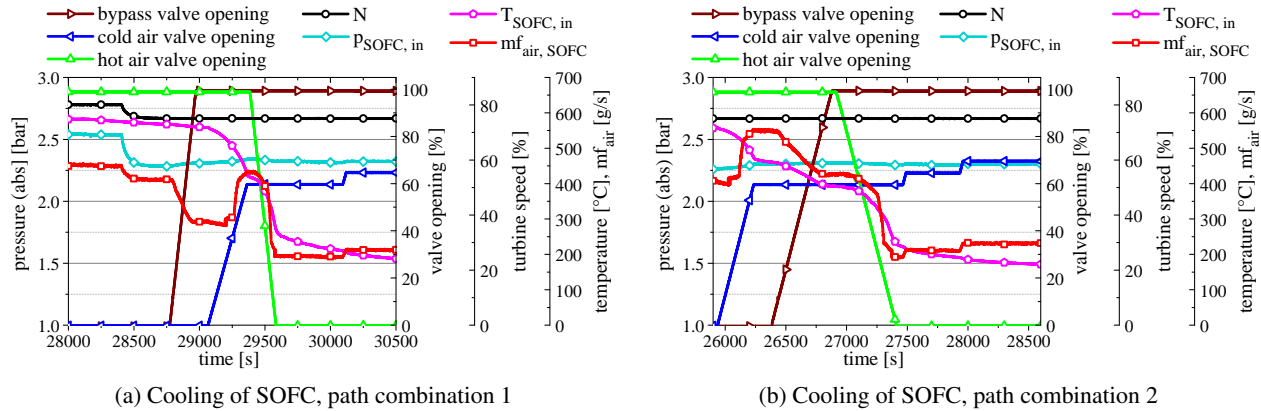 bypass valve opening N T_SOFC, in
cold air valve opening p_SOFC, in mf_air, SOFC
hot air valve opening
3.0 2.5 2.0 1.5 1.0
pressure (abs) [bar]
28000 28500 29000 29500 30000 30500
time [s]
100 80 60 40 20 0
valve opening [%]
80 60 40 20 0
turbine speed [%]
700 600 500 400 300 200 100 0
temperature [°C], mf_air [g/s]
(a) Cooling of SOFC, path combination 1
bypass valve opening N T_SOFC, in
cold air valve opening p_SOFC, in mf_air, SOFC
hot air valve opening
3.0 2.5 2.0 1.5 1.0
pressure (abs) [bar]
26000 26500 27000 27500 28000 28500
time [s]
100 80 60 40 20 0
valve opening [%]
80 60 40 20 0
turbine speed [%]
700 600 500 400 300 200 100 0
temperature [°C], mf_air [g/s]
(b) Cooling of SOFC, path combination 2